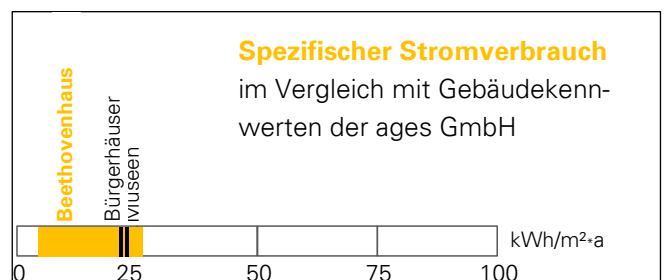 Spezifischer Stromverbrauch
im Vergleich mit Gebäudekenn-
werten der ages GmbH
Beethovenhaus
Bürgerhäuser
Museen
kWh/m²*a
0 25 50 75 100